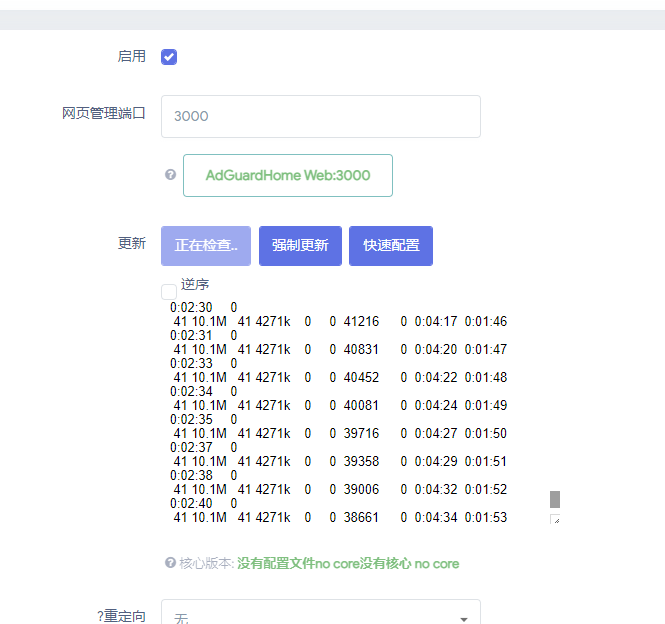 启用
网页管理端口
3000
AdGuardHome Web:3000
更新
正在检查..
强制更新
快速配置
逆序
0:02:30 0
41 10.1M 41 4271k 0 0 41216 0 0:04:17 0:01:46
0:02:31 0
41 10.1M 41 4271k 0 0 40831 0 0:04:20 0:01:47
0:02:33 0
41 10.1M 41 4271k 0 0 40452 0 0:04:22 0:01:48
0:02:34 0
41 10.1M 41 4271k 0 0 40081 0 0:04:24 0:01:49
0:02:35 0
41 10.1M 41 4271k 0 0 39716 0 0:04:27 0:01:50
0:02:37 0
41 10.1M 41 4271k 0 0 39358 0 0:04:29 0:01:51
0:02:38 0
41 10.1M 41 4271k 0 0 39006 0 0:04:32 0:01:52
0:02:40 0
41 10.1M 41 4271k 0 0 38661 0 0:04:34 0:01:53
核心版本: 没有配置文件no core没有核心 no core
?重定向
无